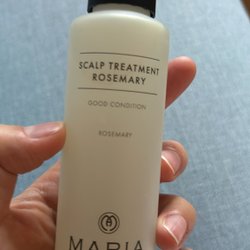 SCALP TREATMENT
ROSEMARY
GOOD CONDITION
ROSEMARY
MARIA